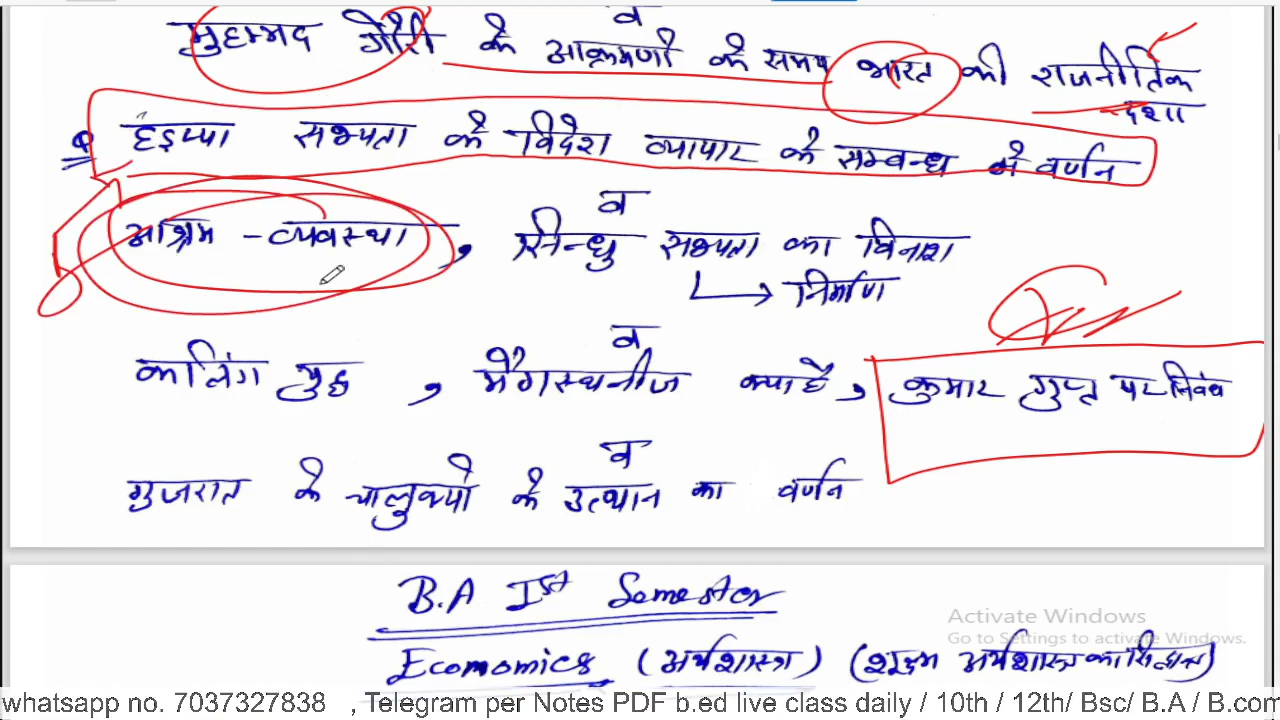 व
मुहम्मद गौरी के आक्रमणो के समय भारत की राजनीतिक
दशा
हड़प्पा सभ्यता के विदेश व्यापार के सम्बन्ध मे वर्णन
व
आश्रम - व्यवस्था , सिन्धु सभ्यता का विनाश
निर्माण
व
कलिंग युद्ध , मेंगस्थनीज क्या है , कुमार गुप्त पर निबंध
व
गुजरात के चालुक्यो के उत्थान का वर्णन
B.A Ist Semester
Activate Windows
Go to Settings to activate Windows.
Economics (अर्थशास्त्र) (सूक्ष्म अर्थशास्त्र का सिद्धान्त)
whatsapp no. 7037327838 , Telegram per Notes PDF b.ed live class daily / 10th / 12th/ Bsc/ B.A / B.com